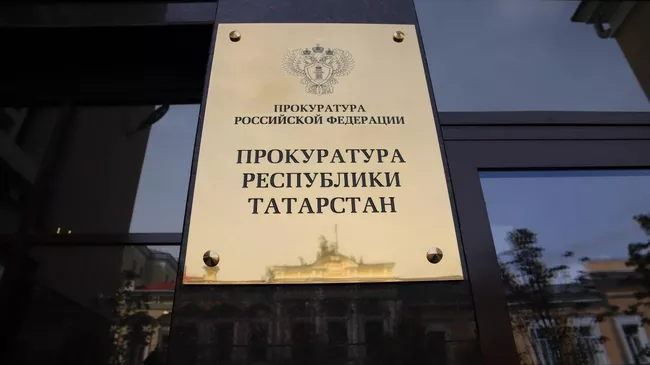 ПРОКУРАТУРА
РОССИЙСКОЙ ФЕДЕРАЦИИ
ПРОКУРАТУРА
РЕСПУБЛИКИ
ТАТАРСТАН